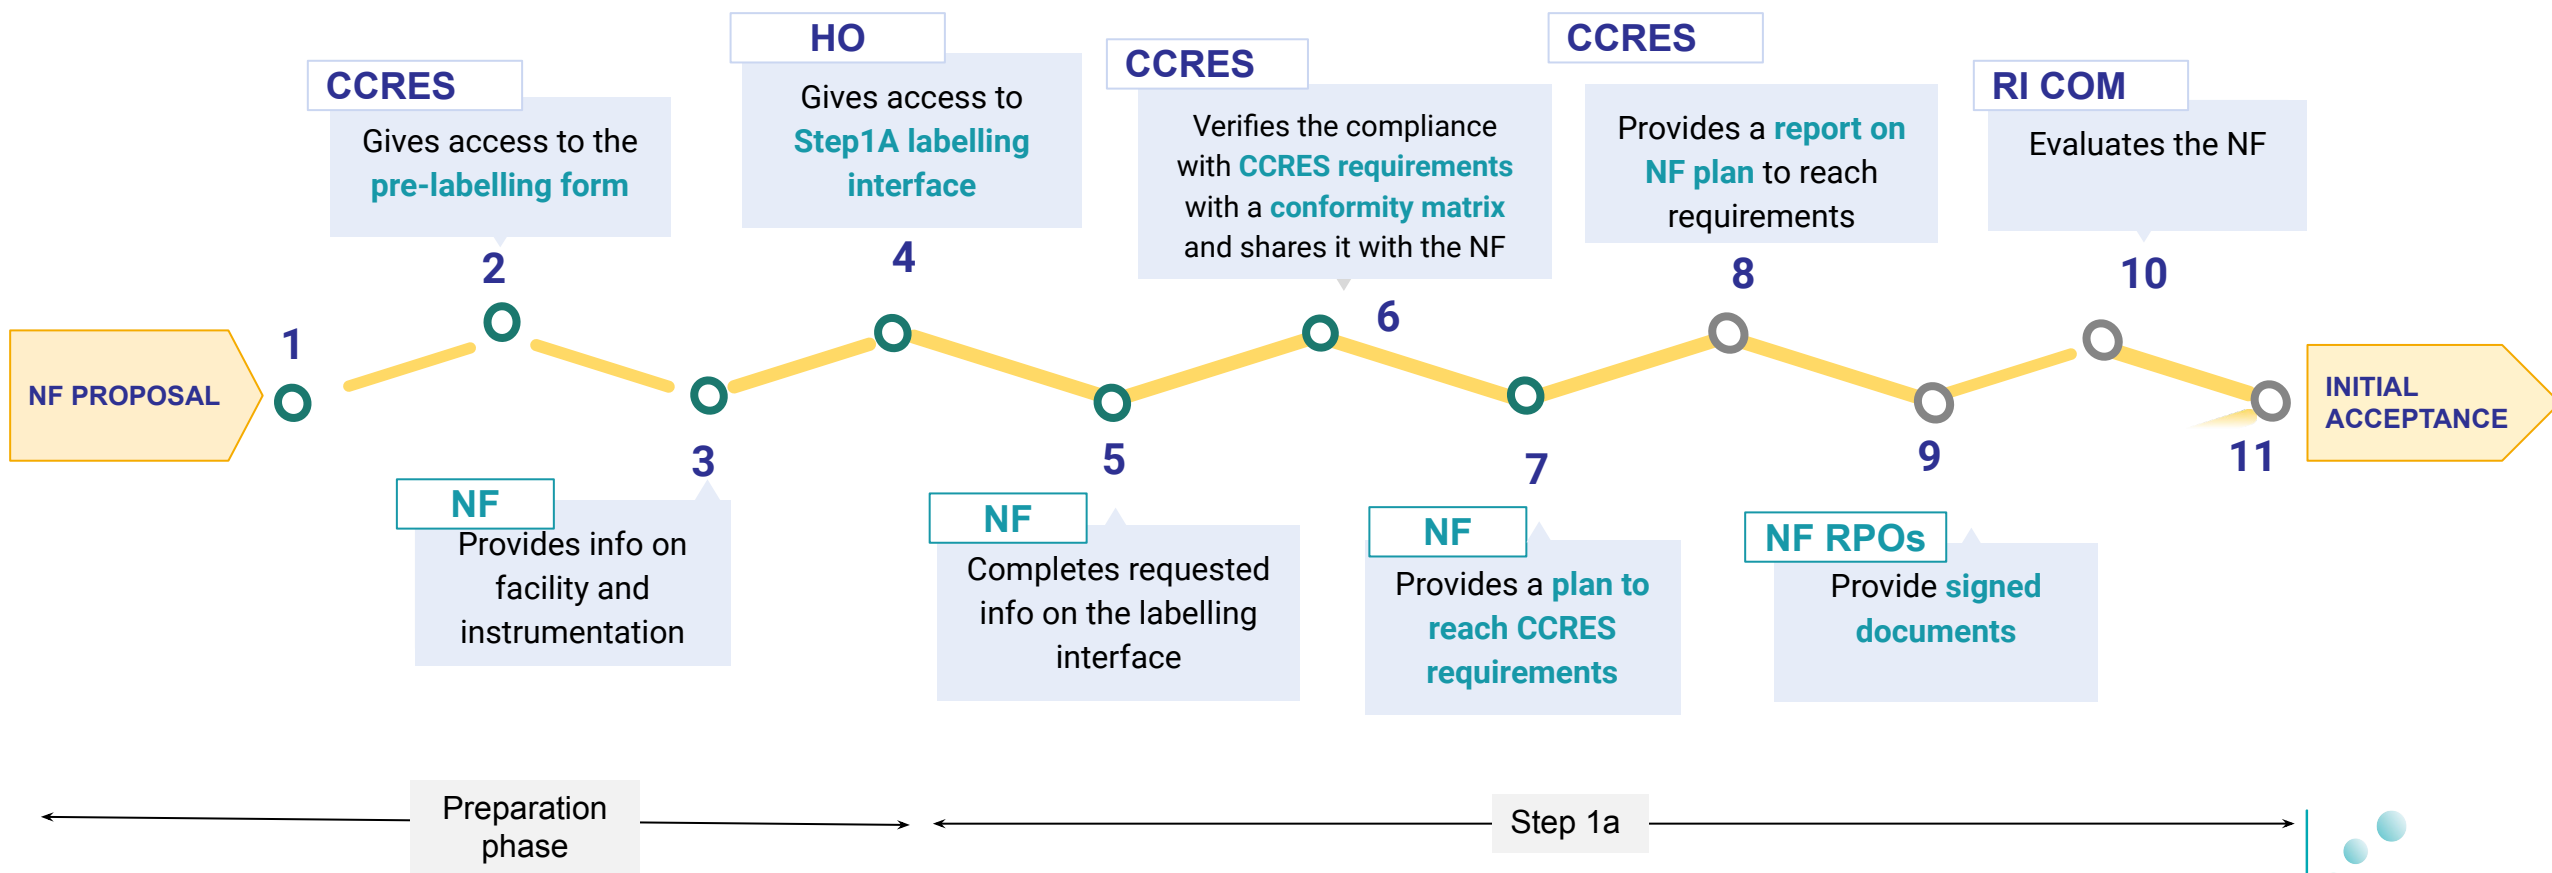 NF PROPOSAL
1
CCRES
Gives access to the
pre-labelling form
2
3
NF
Provides info on
facility and
instrumentation
HO
Gives access to
Step1A labelling
interface
4
5
NF
Completes requested
info on the labelling
interface
CCRES
Verifies the compliance
with CCRES requirements
with a conformity matrix
and shares it with the NF
6
7
NF
Provides a plan to
reach CCRES
requirements
CCRES
Provides a report on
NF plan to reach
requirements
8
9
NF RPOs
Provide signed
documents
RI COM
Evaluates the NF
10
11
INITIAL
ACCEPTANCE
Preparation
phase
Step 1a